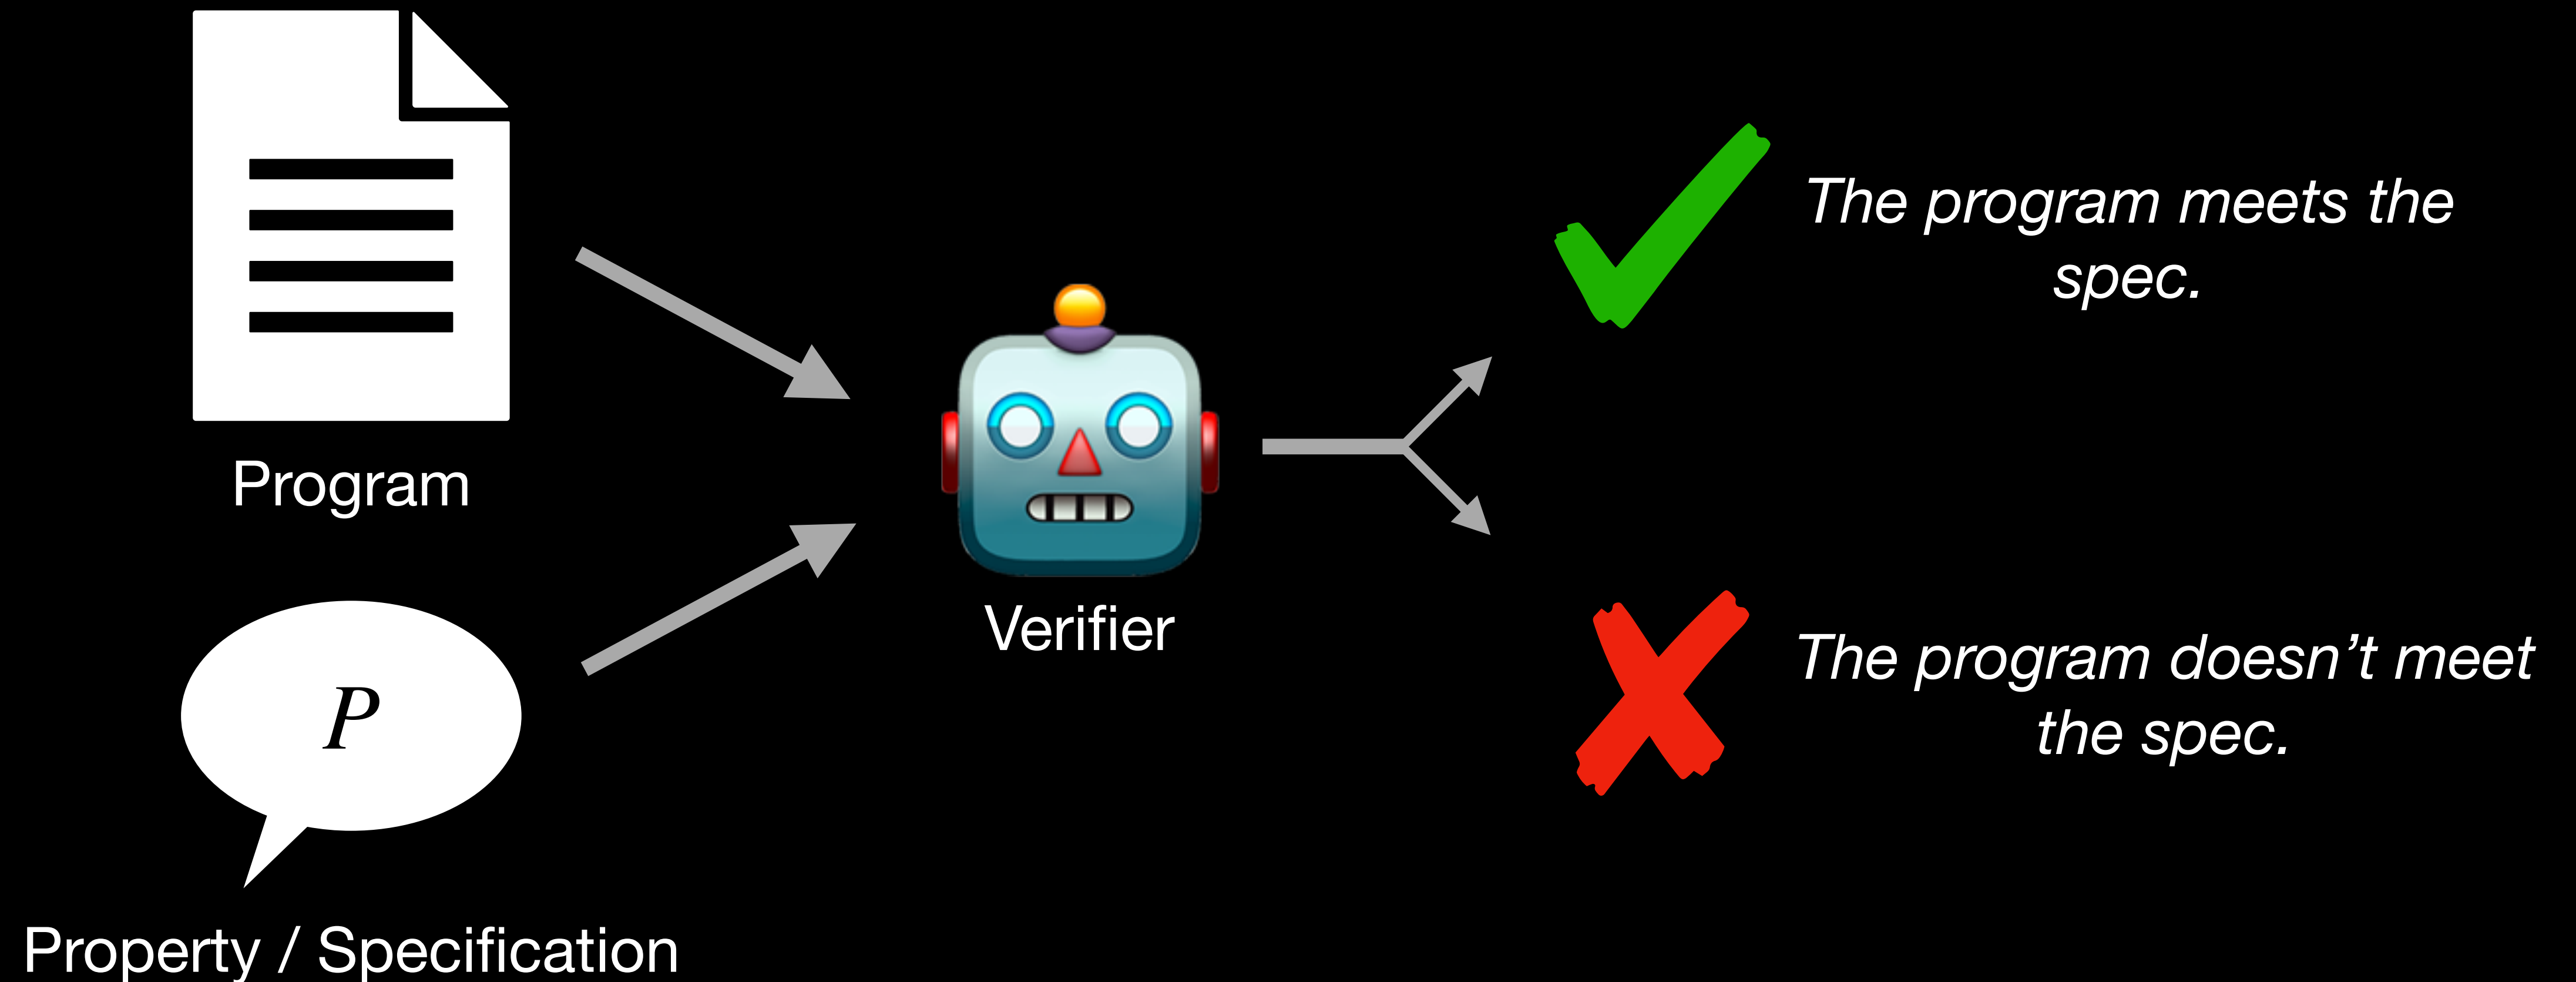 Program
P
Property / Specification
Verifier
The program meets the
spec.
The program doesn’t meet
the spec.